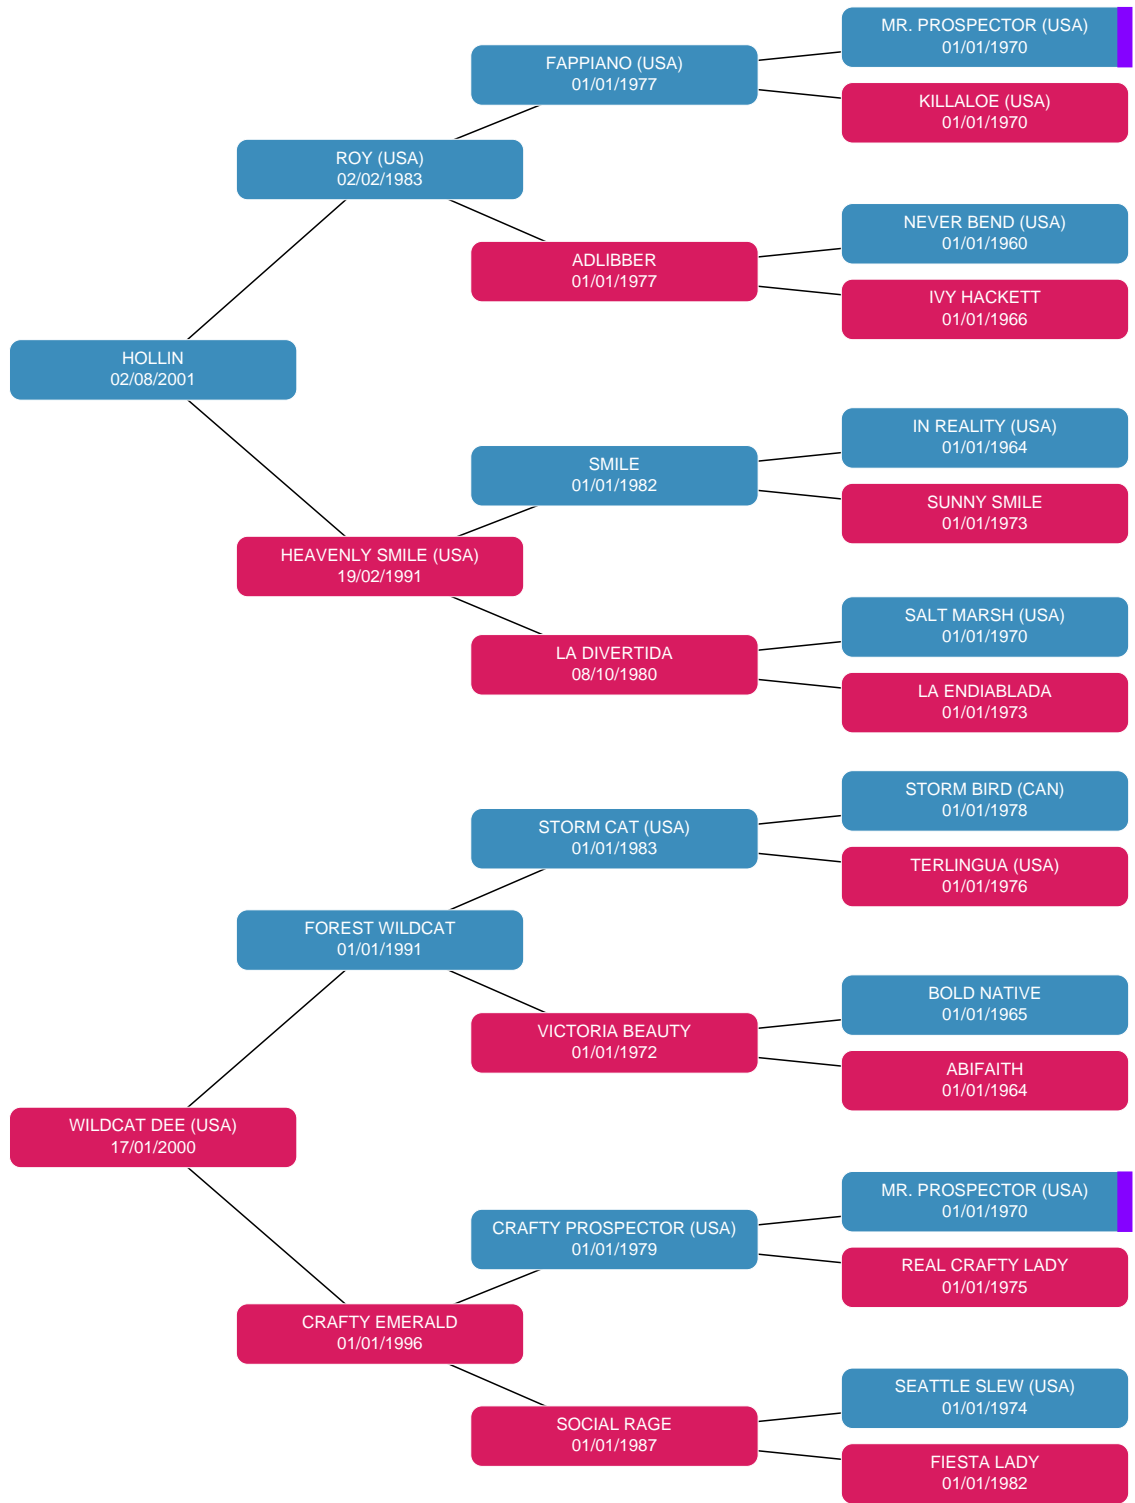 MR. PROSPECTOR (USA)
01/01/1970
FAPPIANO (USA)
01/01/1977
KILLALOE (USA)
01/01/1970
ROY (USA)
02/02/1983
NEVER BEND (USA)
01/01/1960
ADLIBBER
01/01/1977
IVY HACKETT
01/01/1966
HOLLIN
02/08/2001
IN REALITY (USA)
01/01/1964
SMILE
01/01/1982
SUNNY SMILE
01/01/1973
HEAVENLY SMILE (USA)
19/02/1991
SALT MARSH (USA)
01/01/1970
LA DIVERTIDA
08/10/1980
LA ENDIABLADA
01/01/1973
STORM BIRD (CAN)
01/01/1978
STORM CAT (USA)
01/01/1983
TERLINGUA (USA)
01/01/1976
FOREST WILDCAT
01/01/1991
BOLD NATIVE
01/01/1965
VICTORIA BEAUTY
01/01/1972
ABIFAITH
01/01/1964
WILDCAT DEE (USA)
17/01/2000
MR. PROSPECTOR (USA)
01/01/1970
CRAFTY PROSPECTOR (USA)
01/01/1979
REAL CRAFTY LADY
01/01/1975
CRAFTY EMERALD
01/01/1996
SEATTLE SLEW (USA)
01/01/1974
SOCIAL RAGE
01/01/1987
FIESTA LADY
01/01/1982